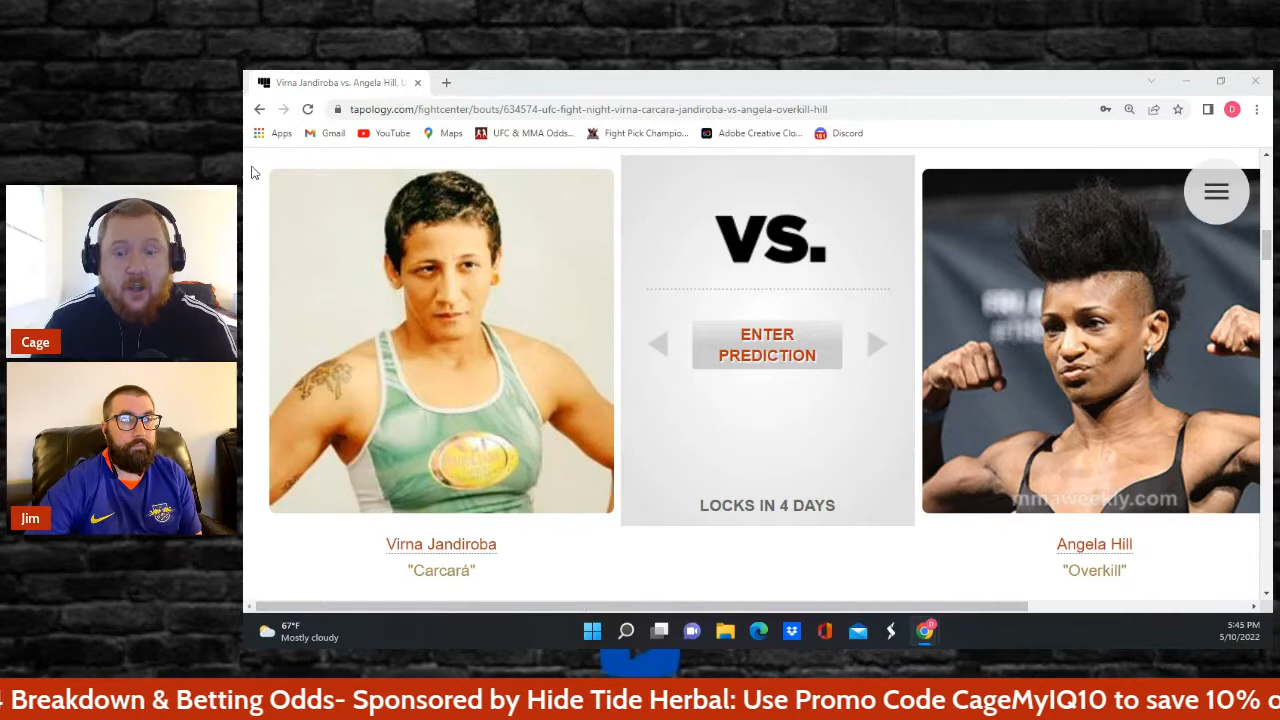 Virna Jandiroba vs. Angela Hill, U
tapology.com/fightcenter/bouts/634574-ufc-fight-night-virna-carcara-jandiroba-vs-angela-overkill-hill
D
Apps
Gmail
YouTube
Maps
UFC & MMA Odds...
Fight Pick Champio...
Adobe Creative Clo...
Discord
VS.
ENTER
PREDICTION
LOCKS IN 4 DAYS
mmaweekly.com
Virna Jandiroba
"Carcará"
Angela Hill
"Overkill"
Cage
Jim
67°F
Mostly cloudy
5:45 PM
5/10/2022
Breakdown & Betting Odds- Sponsored by Hide Tide Herbal: Use Promo Code CageMyIQ10 to save 10%